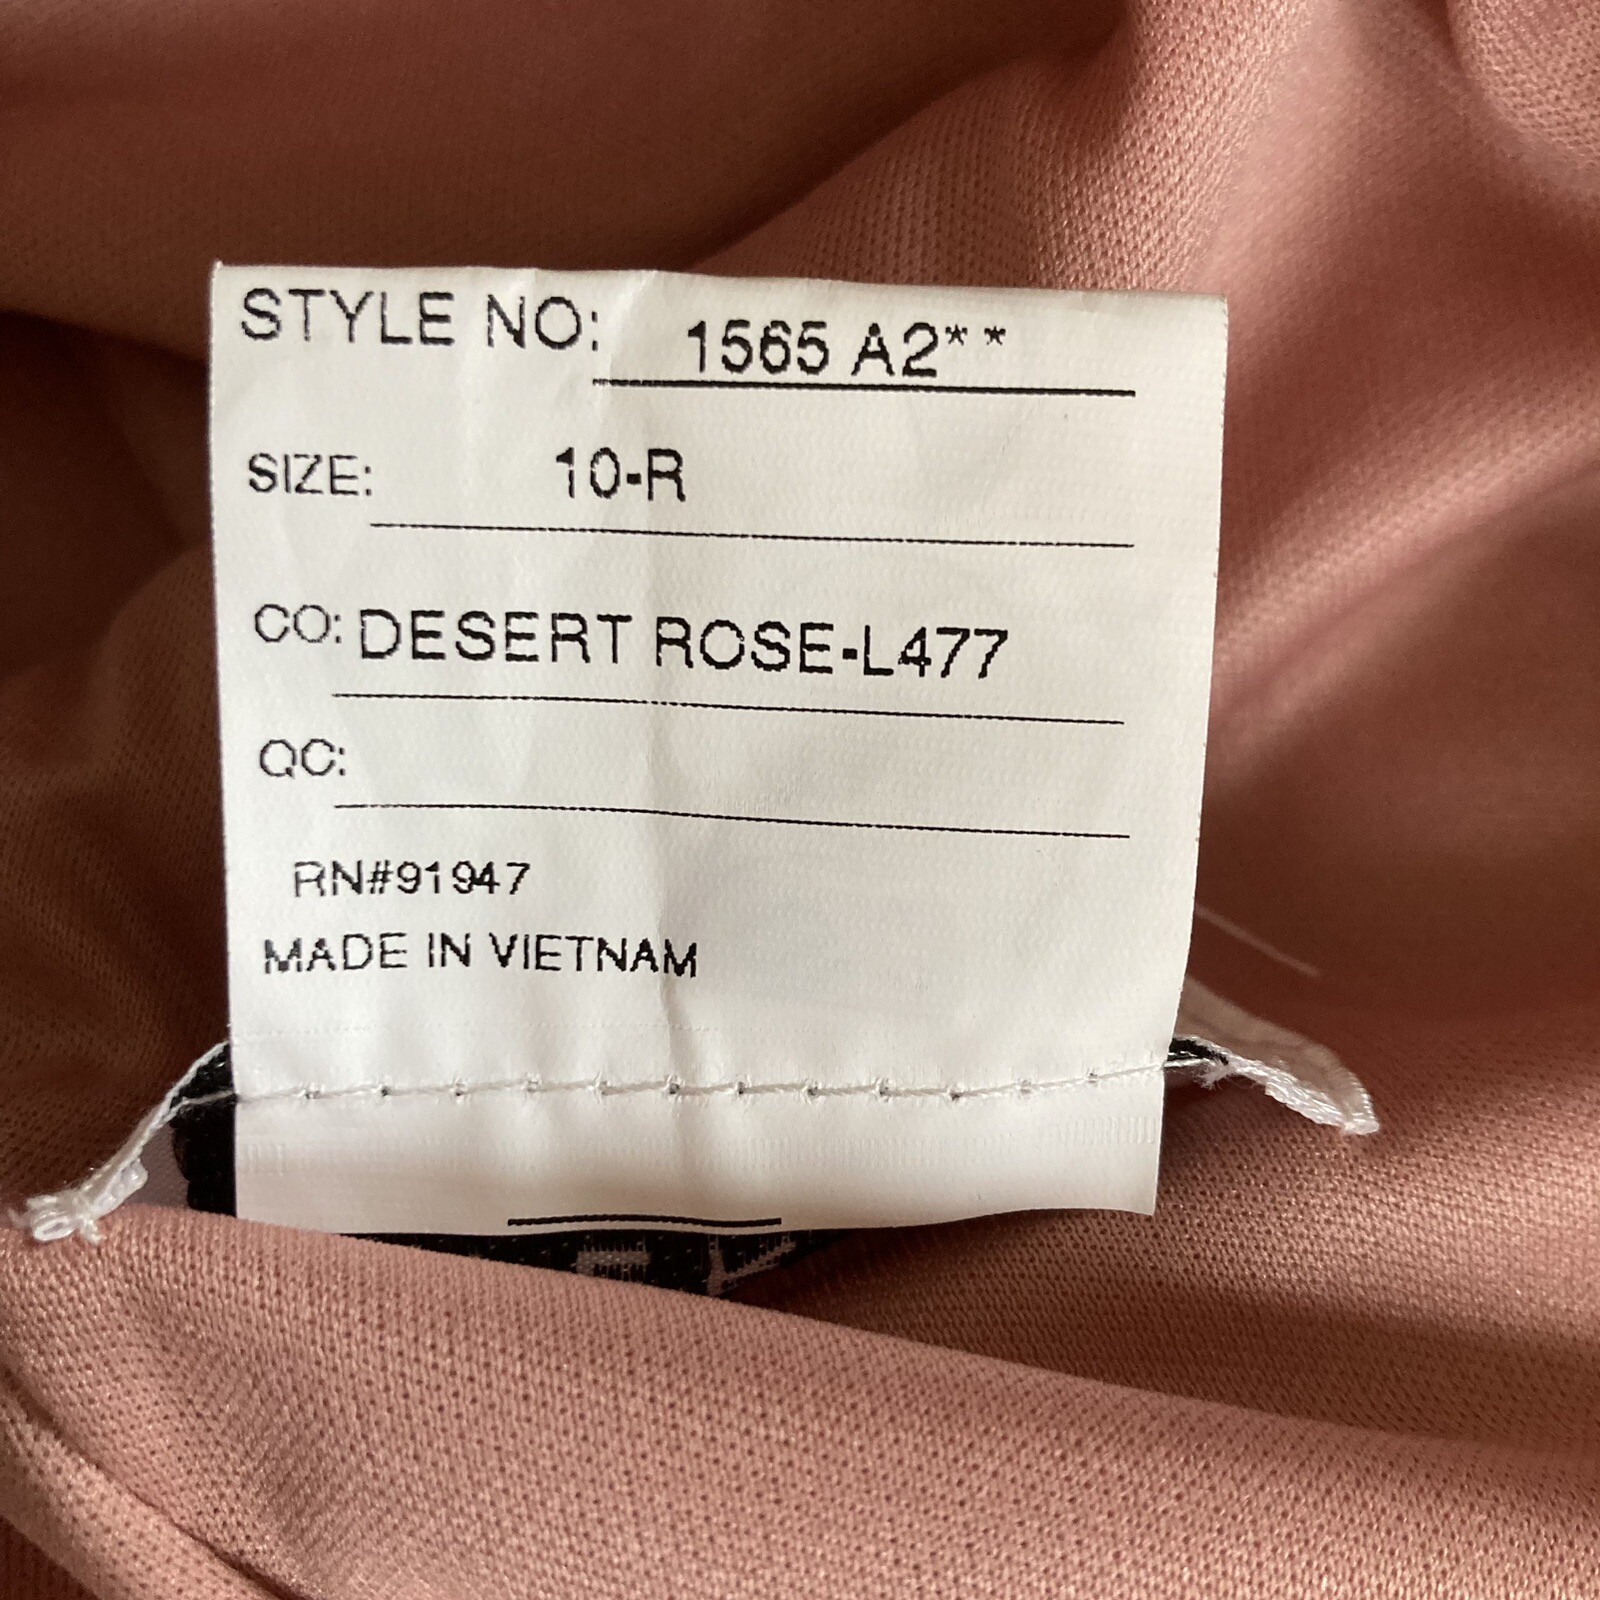 STYLE NO: 1565 A2**
SIZE: 10-R
CO: DESERT ROSE-L477
QC:
RN#91947
MADE IN VIETNAM